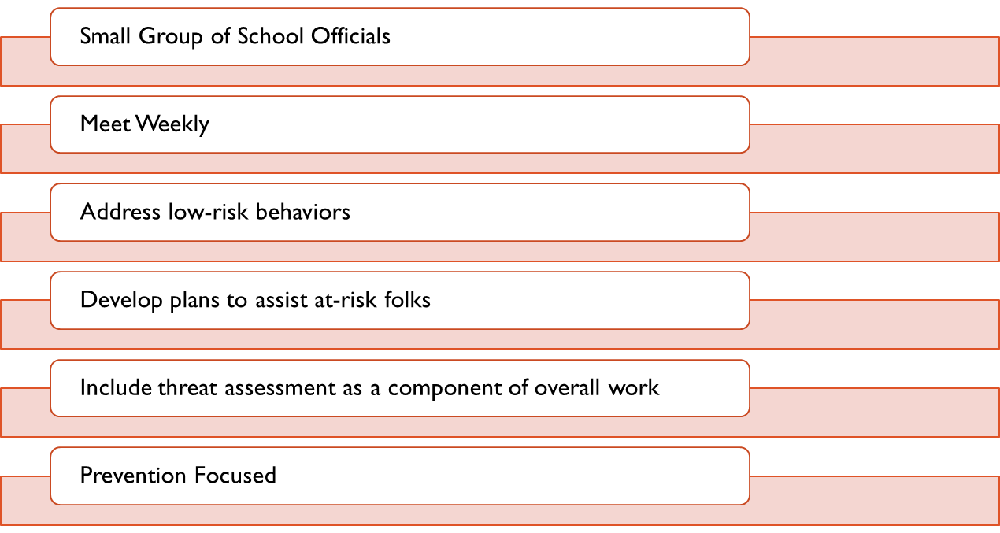 Small Group of School Officials
Meet Weekly
Address low-risk behaviors
Develop plans to assist at-risk folks
Include threat assessment as a component of overall work
Prevention Focused